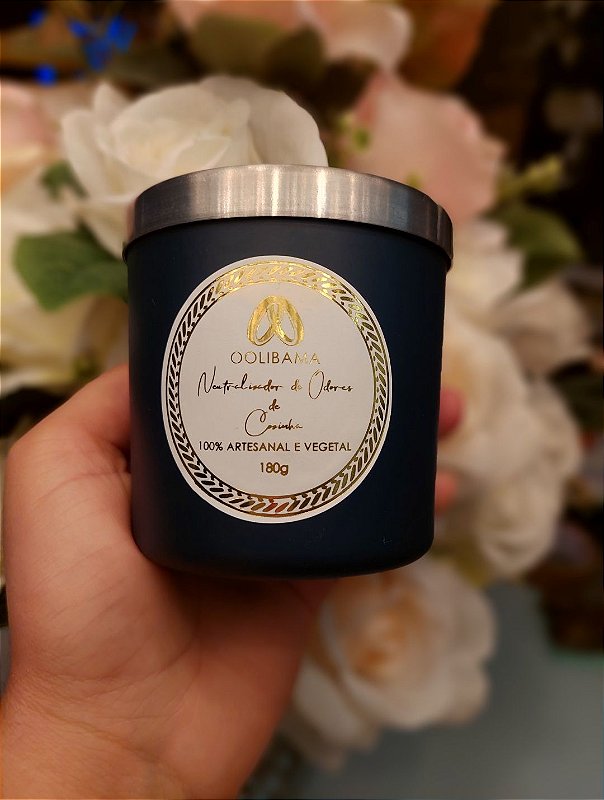 OOLIBAMA
Neutralizador de Odores
de
Cozinha
100% ARTESANAL E VEGETAL
180g